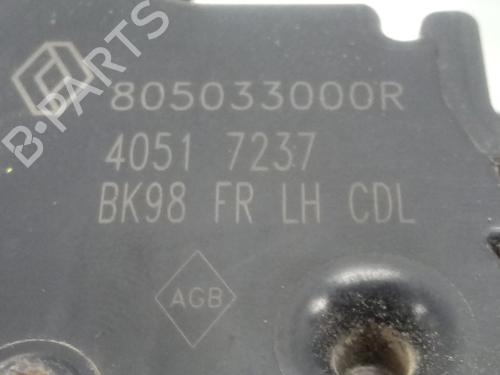 B-PARTS
805033000R
4051 7237
BK98 FR LH CDL
AGB